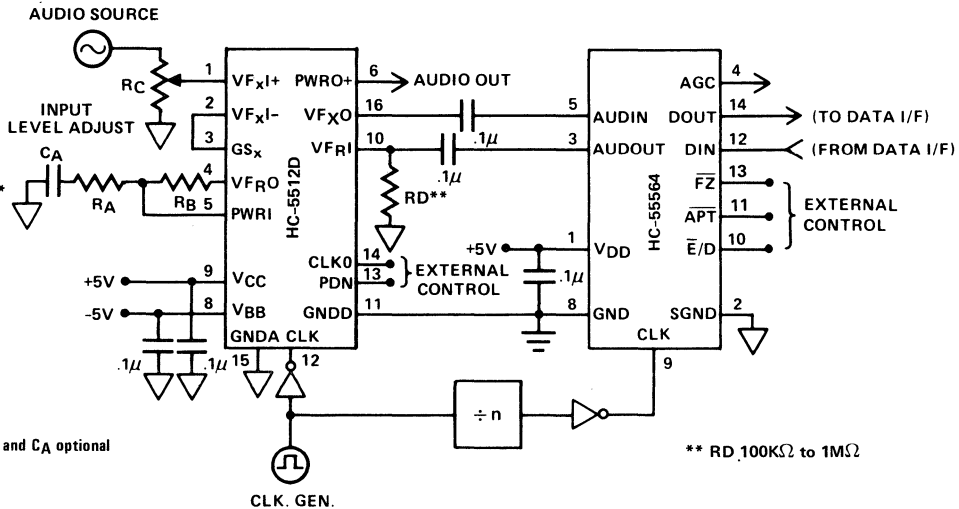 AUDIO SOURCE
RC
INPUT
LEVEL ADJUST
CA
*
RA
RB
1
2
3
4
5
VFXI+
VFXI–
GSX
VFRO
PWRI
HC-5512D
PWRO+
VFXO
VFRI
6
16
10
AUDIO OUT
.1μ
.1μ
RD**
+5V
–5V
9
8
VCC
VBB
.1μ
.1μ
GNDA
CLK
15
12
CLK0
PDN
GNDD
14
13
11
EXTERNAL
CONTROL
+5V
.1μ
5
3
1
8
AUDIN
AUDOUT
VDD
GND
HC-55564
AGC
DOUT
DIN
FZ
APT
E/D
SGND
CLK
4
14
12
13
11
10
2
9
(TO DATA I/F)
(FROM DATA I/F)
EXTERNAL
CONTROL
÷ n
CLK. GEN.
and CA optional
** RD 100KΩ to 1MΩ